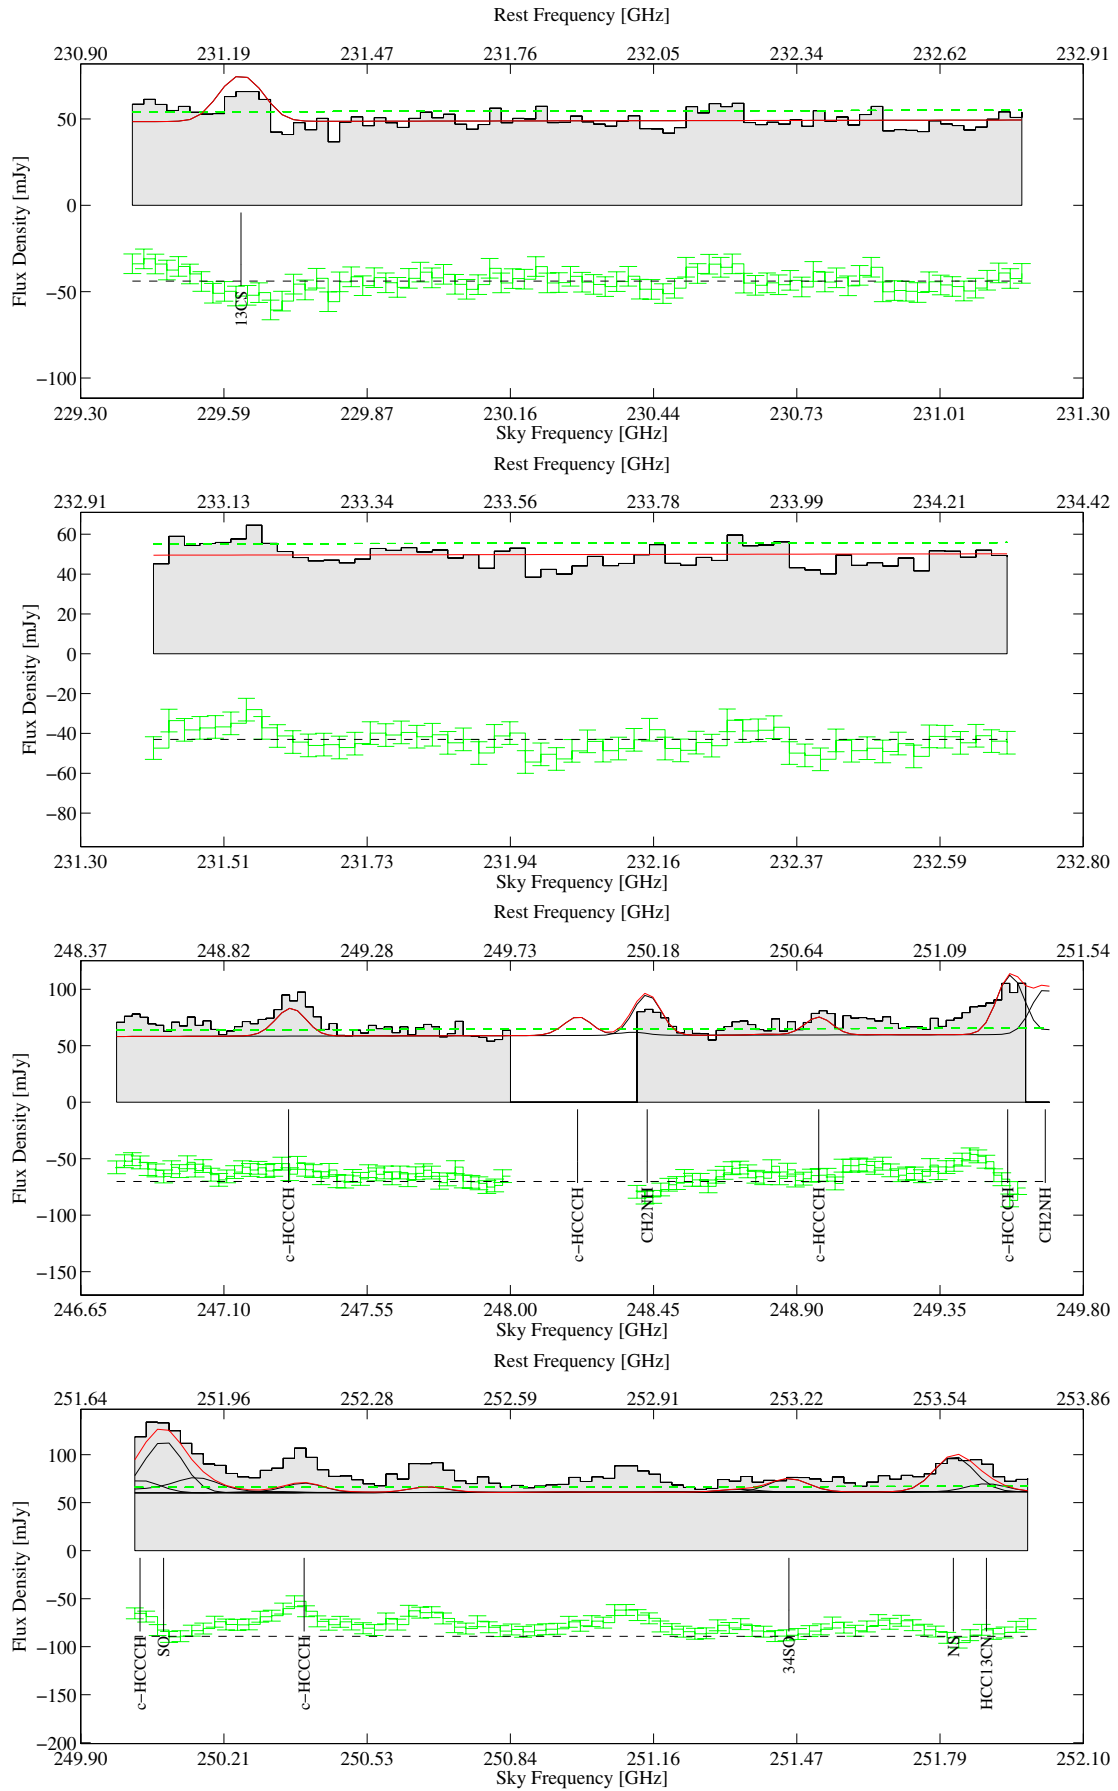 Rest Frequency [GHz]
230.90 231.19 231.47 231.76 232.05 232.34 232.62 232.91
Flux Density [mJy]
50
0
−50
−100
13CS
229.30 229.59 229.87 230.16 230.44 230.73 231.01 231.30
Sky Frequency [GHz]
Rest Frequency [GHz]
232.91 233.13 233.34 233.56 233.78 233.99 234.21 234.42
Flux Density [mJy]
60
40
20
0
−20
−40
−60
−80
231.30 231.51 231.73 231.94 232.16 232.37 232.59 232.80
Sky Frequency [GHz]
Rest Frequency [GHz]
248.37 248.82 249.28 249.73 250.18 250.64 251.09 251.54
Flux Density [mJy]
100
50
0
−50
−100
−150
c−HCCCH c−HCCCH CH2NH c−HCCCH c−HCCCH CH2NH
246.65 247.10 247.55 248.00 248.45 248.90 249.35 249.80
Sky Frequency [GHz]
Rest Frequency [GHz]
251.64 251.96 252.28 252.59 252.91 253.22 253.54 253.86
Flux Density [mJy]
100
50
0
−50
−100
−150
−200
c−HCCCH SO c−HCCCH 34SO NS HCC13CN
249.90 250.21 250.53 250.84 251.16 251.47 251.79 252.10
Sky Frequency [GHz]